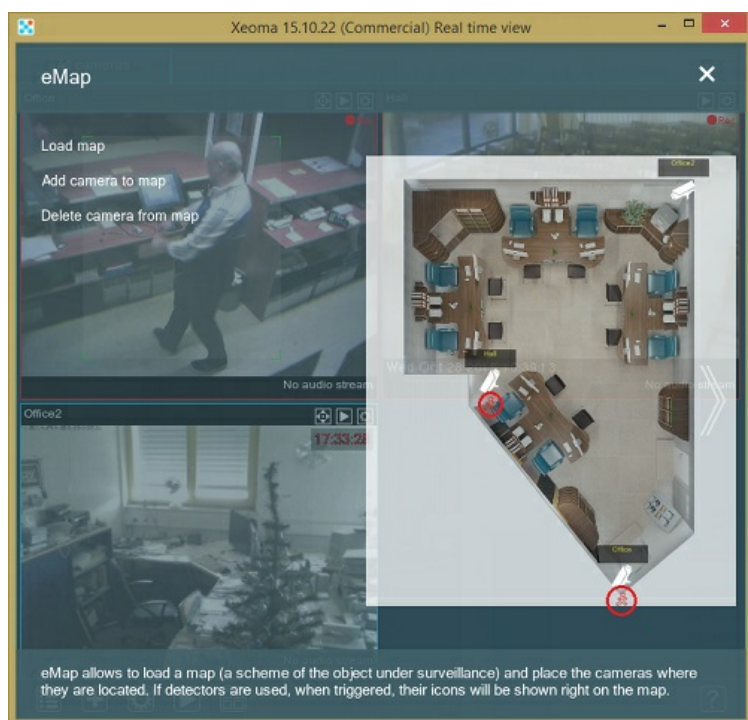 Xeoma 15.10.22 (Commercial) Real time view
eMap
Office
Hall
Rec
Rec
Load map
Add camera to map
Delete camera from map
Office2
Hall
No audio stream
Office2
17:33:28
Office
eMap allows to load a map (a scheme of the object under surveillance) and place the cameras where
they are located. If detectors are used, when triggered, their icons will be shown right on the map.